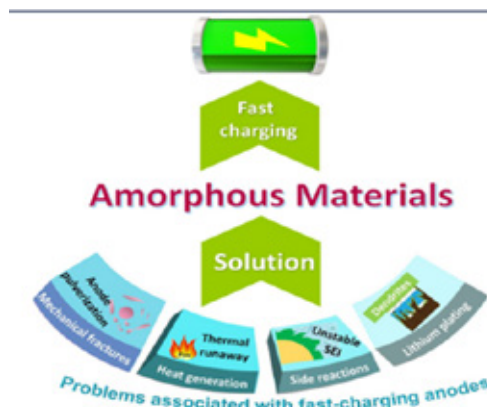 Fast
charging
Amorphous Materials
Solution
Anode
pulverization
Mechanical fractures
Thermal
runaway
Heat generation
Unstable
SEI
Side reactions
Dendrites
Lithium plating
Problems associated with fast-charging anodes